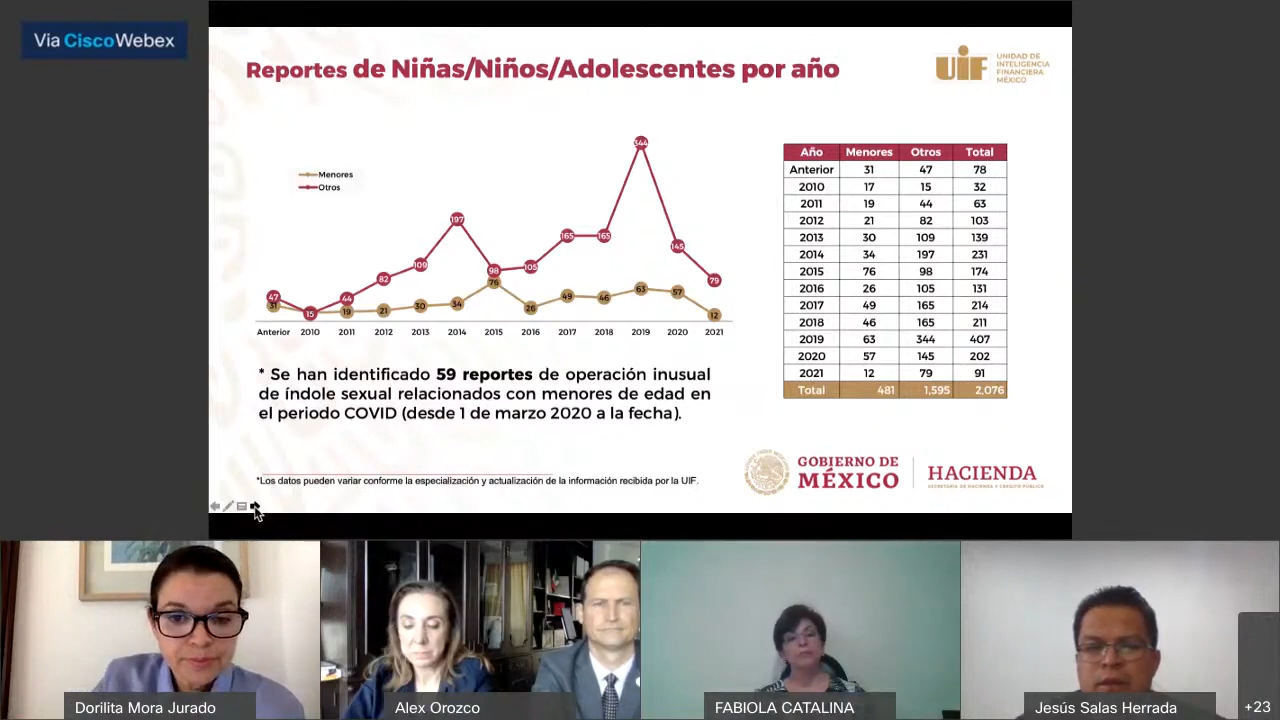 Vía CiscoWebex
Reportes de Niñas/Niños/Adolescentes por año
UIF
UNIDAD DE
INTELIGENCIA
FINANCIERA
MÉXICO
Menores
Otros
344
197
165
165
145
109
105
98
82
79
76
47
44
31
15
19
21
30
34
26
49
46
63
57
12
Anterior 2010 2011 2012 2013 2014 2015 2016 2017 2018 2019 2020 2021
Año Menores Otros Total
Anterior 31 47 78
2010 17 15 32
2011 19 44 63
2012 21 82 103
2013 30 109 139
2014 34 197 231
2015 76 98 174
2016 26 105 131
2017 49 165 214
2018 46 165 211
2019 63 344 407
2020 57 145 202
2021 12 79 91
Total 481 1,595 2,076
* Se han identificado 59 reportes de operación inusual
de índole sexual relacionados con menores de edad en
el periodo COVID (desde 1 de marzo 2020 a la fecha).
*Los datos pueden variar conforme la especialización y actualización de la información recibida por la UIF.
GOBIERNO DE
MÉXICO
HACIENDA
SECRETARÍA DE HACIENDA Y CRÉDITO PÚBLICO
Dorilita Mora Jurado
Alex Orozco
FABIOLA CATALINA
Jesús Salas Herrada
+23